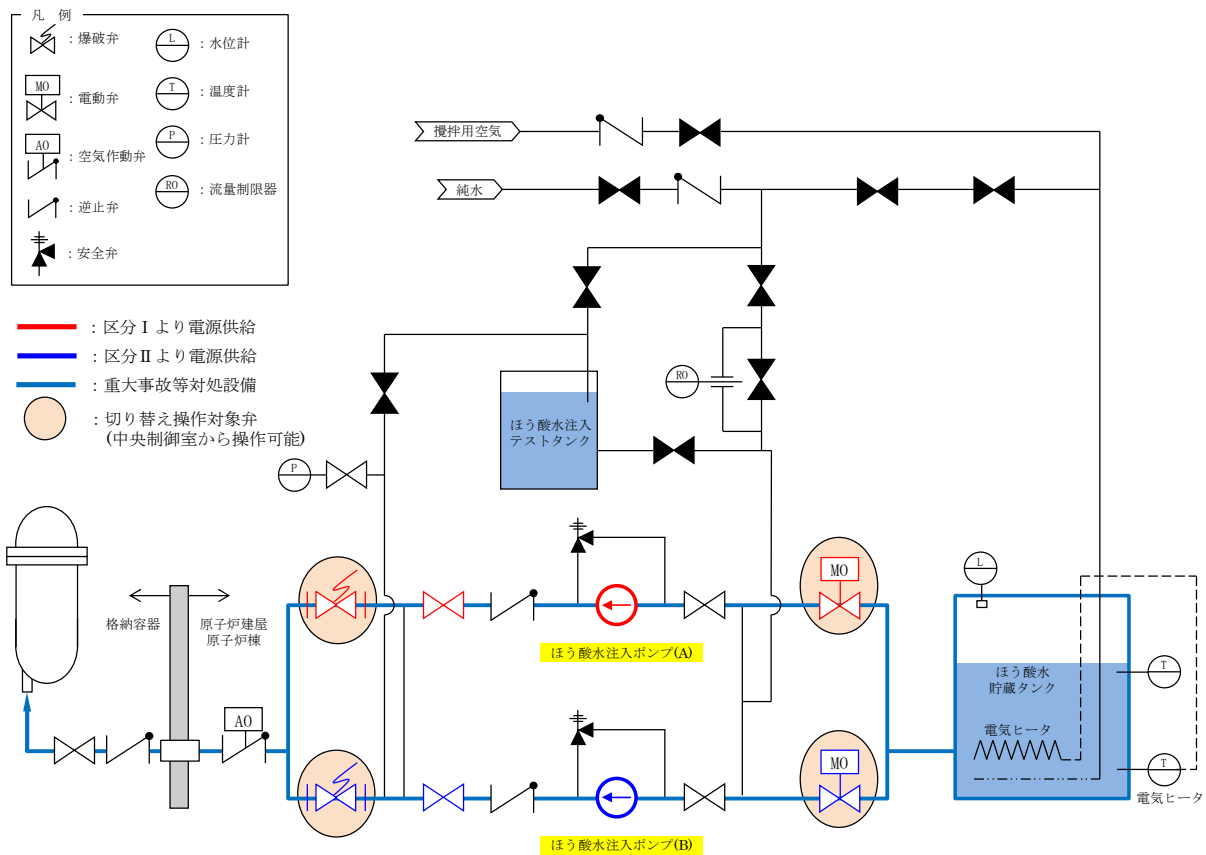 凡 例
：爆破弁
L
：水位計
MO
：電動弁
T
：温度計
AO
：空気作動弁
P
：圧力計
：逆止弁
RO
：流量制限器
：安全弁
：区分Ⅰより電源供給
：区分Ⅱより電源供給
：重大事故等対処設備
：切り替え操作対象弁
(中央制御室から操作可能)
攪拌用空気
純水
RO
ほう酸水注入
テストタンク
P
MO
L
格納容器
原子炉建屋
原子炉棟
ほう酸水注入ポンプ(A)
ほう酸水
貯蔵タンク
T
AO
電気ヒータ
MO
T
電気ヒータ
ほう酸水注入ポンプ(B)